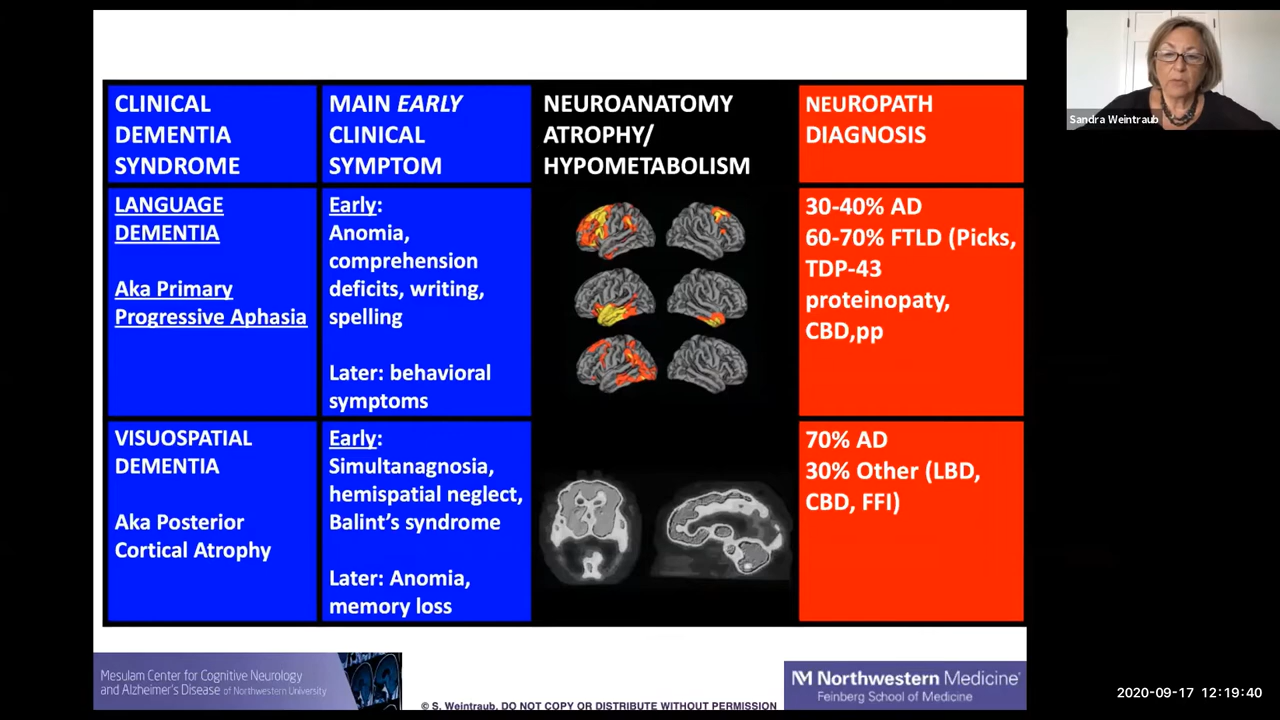 CLINICAL
DEMENTIA
SYNDROME
MAIN EARLY
CLINICAL
SYMPTOM
NEUROANATOMY
ATROPHY/
HYPOMETABOLISM
NEUROPATH
DIAGNOSIS
LANGUAGE
DEMENTIA
Aka Primary
Progressive Aphasia
Early:
Anomia,
comprehension
deficits, writing,
spelling
Later: behavioral
symptoms
30-40% AD
60-70% FTLD (Picks,
TDP-43
proteinopaty,
CBD,pp
VISUOSPATIAL
DEMENTIA
Aka Posterior
Cortical Atrophy
Early:
Simultanagnosia,
hemispatial neglect,
Balint's syndrome
Later: Anomia,
memory loss
70% AD
30% Other (LBD,
CBD, FFI)
Mesulam Center for Cognitive Neurology
and Alzheimer's Disease of Northwestern University
© S. Weintraub, DO NOT COPY OR DISTRIBUTE WITHOUT PERMISSION
Northwestern Medicine®
Feinberg School of Medicine
Sandra Weintraub
2020-09-17 12:19:40